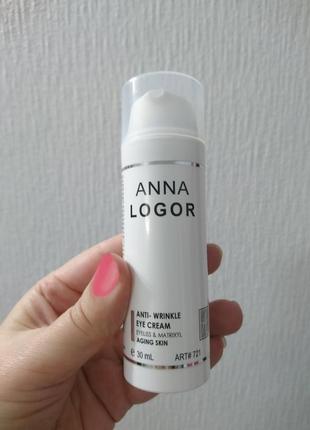 ANNA
LOGOR
ANTI- WRINKLE
EYE CREAM
EYELISS & MATRIXYL
AGING SKIN
℮ 30 mL
ART# 721